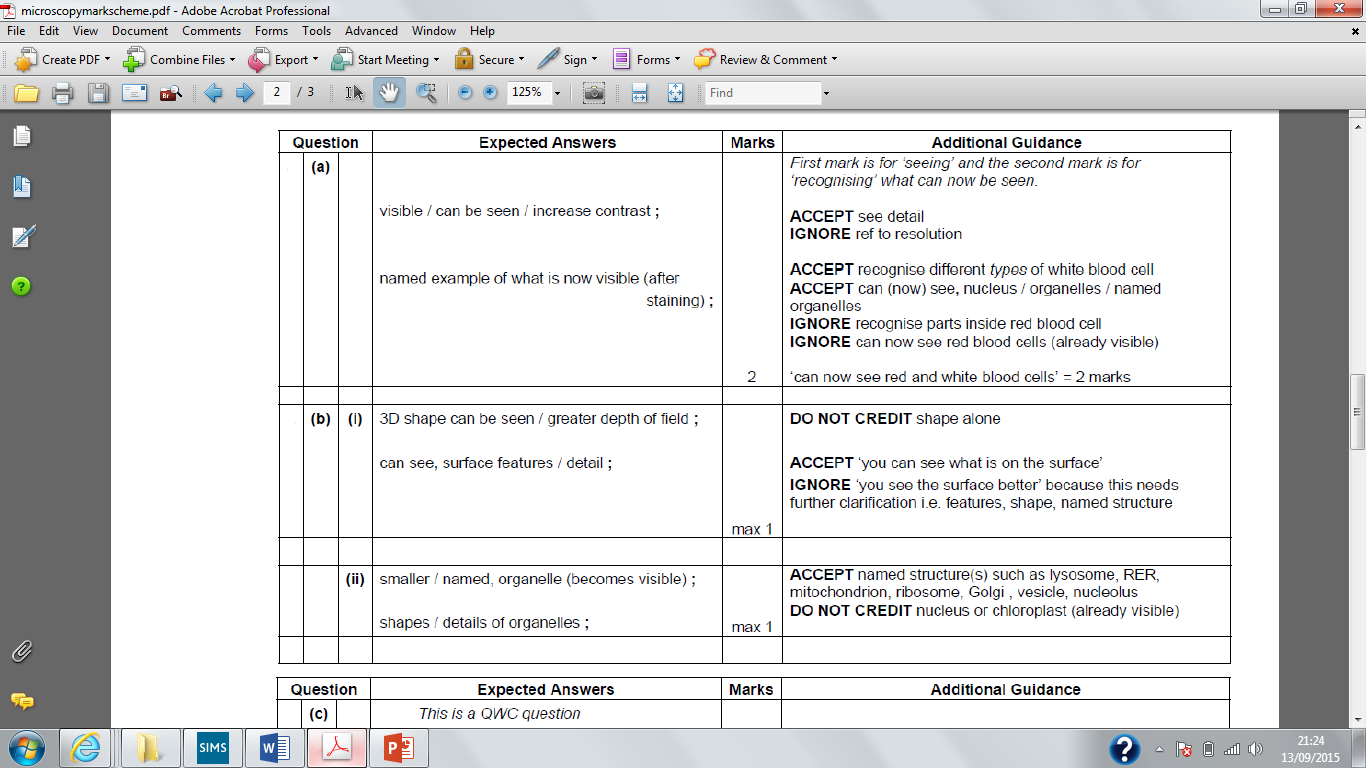 microscopymarkscheme.pdf - Adobe Acrobat Professional
File Edit View Document Comments Forms Tools Advanced Window Help
Create PDF Combine Files Export Start Meeting Secure Sign Forms Review & Comment
2 / 3 125% Find
Question Expected Answers Marks Additional Guidance
(a) First mark is for ‘seeing’ and the second mark is for
‘recognising’ what can now be seen.
visible / can be seen / increase contrast ;
ACCEPT see detail
IGNORE ref to resolution
named example of what is now visible (after
staining) ;
ACCEPT recognise different types of white blood cell
ACCEPT can (now) see, nucleus / organelles / named
organelles
IGNORE recognise parts inside red blood cell
IGNORE can now see red blood cells (already visible)
2 ‘can now see red and white blood cells’ = 2 marks
(b) (i) 3D shape can be seen / greater depth of field ; DO NOT CREDIT shape alone
can see, surface features / detail ; ACCEPT ‘you can see what is on the surface’
IGNORE ‘you see the surface better’ because this needs
further clarification i.e. features, shape, named structure
max 1
(ii) smaller / named, organelle (becomes visible) ; ACCEPT named structure(s) such as lysosome, RER,
mitochondrion, ribosome, Golgi , vesicle, nucleolus
DO NOT CREDIT nucleus or chloroplast (already visible)
shapes / details of organelles ; max 1
Question Expected Answers Marks Additional Guidance
(c) This is a QWC question
SIMS
21:24
13/09/2015